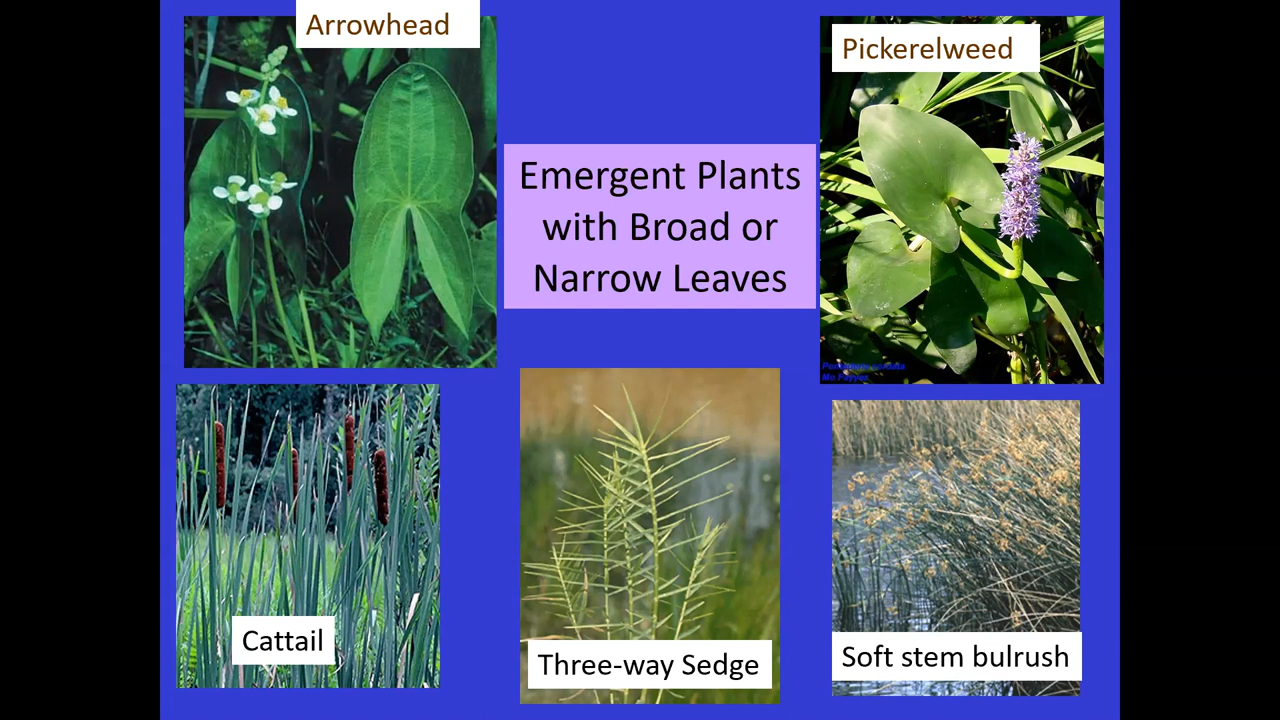 Arrowhead
Pickerelweed
Emergent Plants
with Broad or
Narrow Leaves
Cattail
Three-way Sedge
Soft stem bulrush